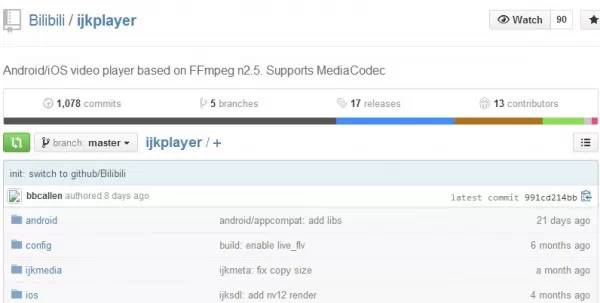 Bilibili / ijkplayer
Watch 90
Android/iOS video player based on FFmpeg n2.5. Supports MediaCodec
1,078 commits 5 branches 17 releases 13 contributors
branch: master ijkplayer / +
init: switch to github/Bilibili
bbcallen authored 8 days ago latest commit 991cd214bb
android android/appcompat: add libs 21 days ago
config build: enable live_flv 6 months ago
ijkmedia ijkmeta: fix copy size a month ago
ios ijksdl: add nv12 render 4 months ago